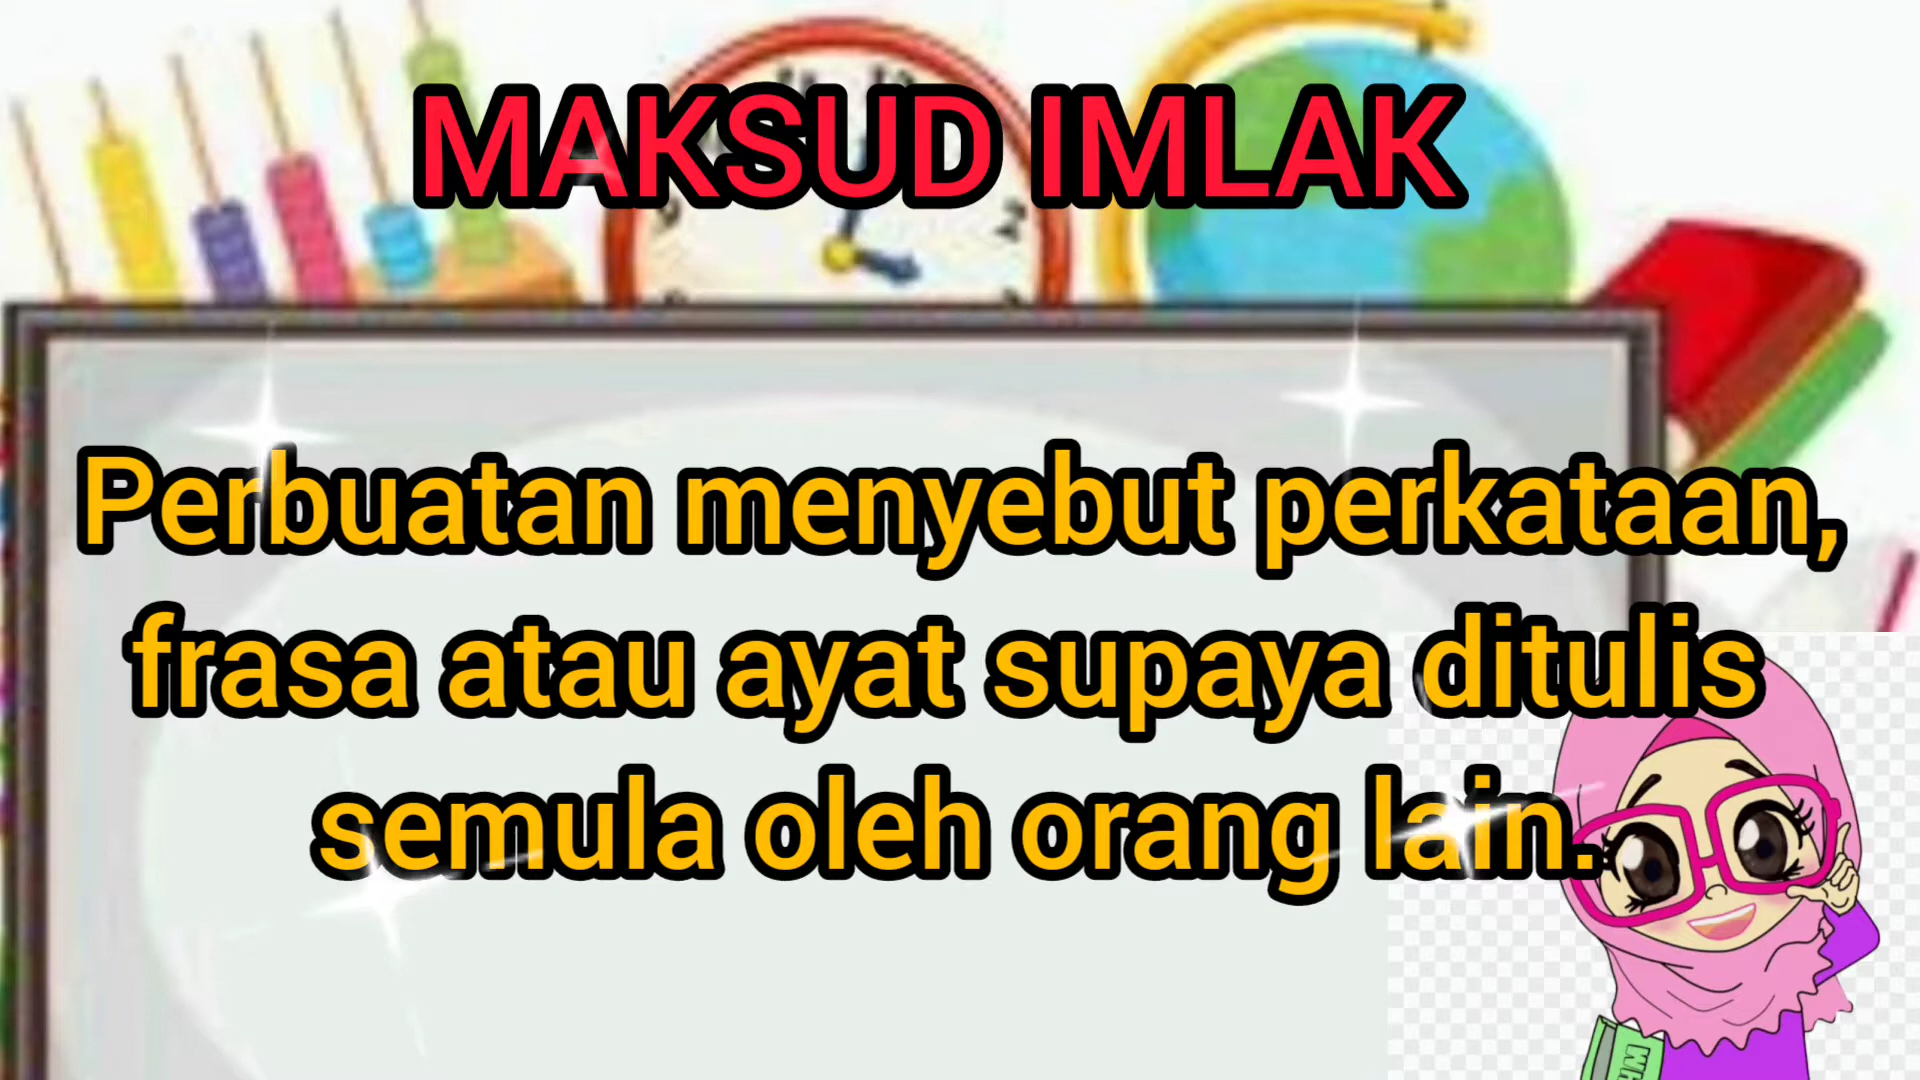 MAKSUD IMLAK
Perbuatan menyebut perkataan,
frasa atau ayat supaya ditulis
semula oleh orang lain.